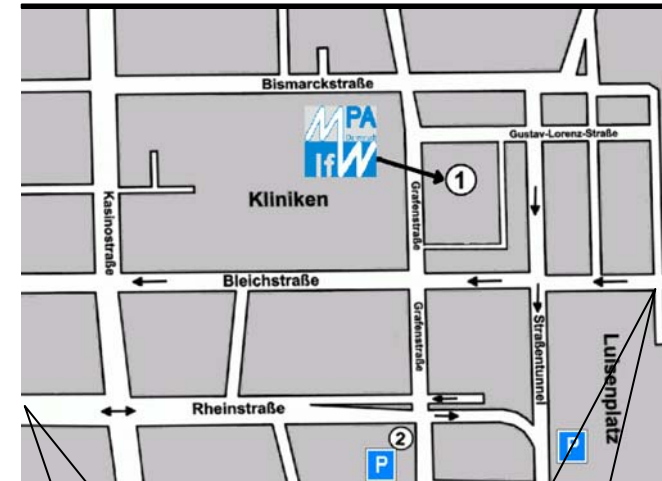 Bismarckstraße
MPA
Darmstadt
IfW
Gustav-Lorenz-Straße
1
Kliniken
Kasinostraße
Grafenstraße
Bleichstraße
Grafenstraße
Straßentunnel
Luisenplatz
Rheinstraße
2
P
P